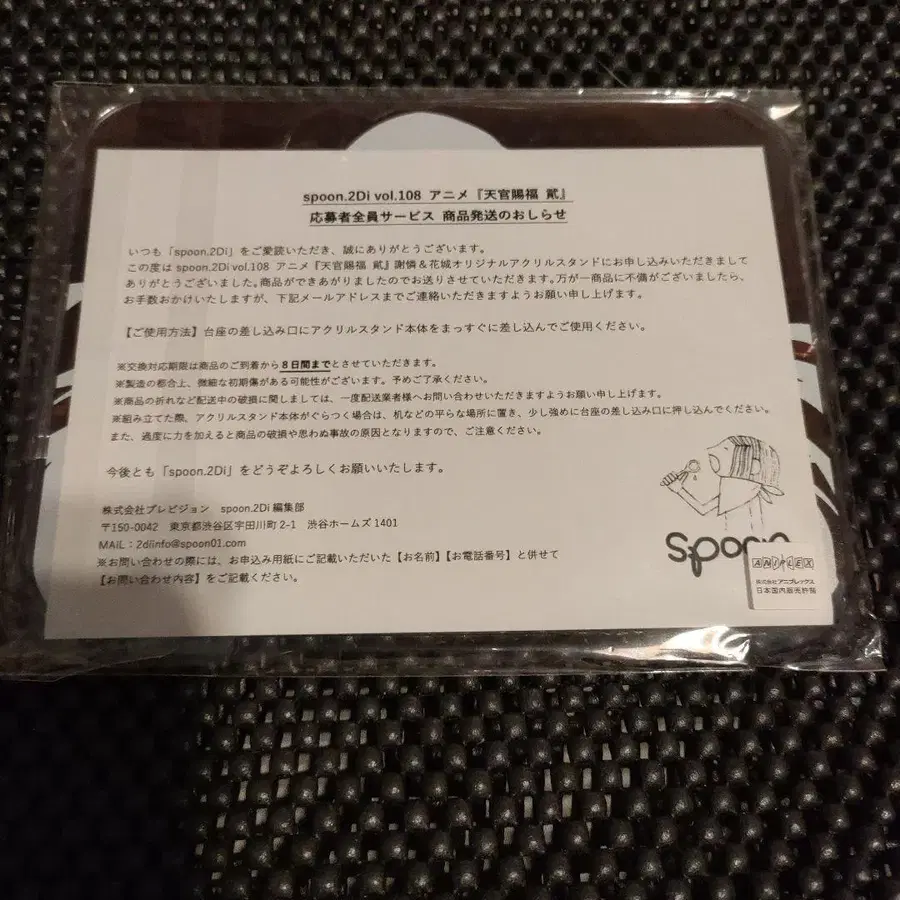 spoon.2Di vol.108 アニメ『天官賜福 貳』
応募者全員サービス 商品発送のおしらせ
いつも「spoon.2Di」をご愛読いただき、誠にありがとうございます。
この度は spoon.2Di vol.108 アニメ『天官賜福 貳』謝憐＆花城オリジナルアクリルスタンドにお申し込みいただきまして
ありがとうございました。商品ができあがりましたのでお送りさせていただきます。万が一商品に不備がございましたら、
お手数おかけいたしますが、下記メールアドレスまでご連絡いただきますようお願い申し上げます。
【ご使用方法】台座の差し込み口にアクリルスタンド本体をまっすぐに差し込んでご使用ください。
※交換対応期限は商品のご到着から８日間までとさせていただきます。
※製造の都合上、微細な初期傷がある可能性がございます。予めご了承ください。
※商品の折れなど配送中の破損に関しましては、一度配送業者様へお問い合わせいただきますようお願い申し上げます。
※組み立てた際、アクリルスタンド本体がぐらつく場合は、机などの平らな場所に置き、少し強めに台座の差し込み口に押し込んでください。
また、過度に力を加えると商品の破損や思わぬ事故の原因となりますので、ご注意ください。
今後とも「spoon.2Di」をどうぞよろしくお願いいたします。
株式会社プレビジョン spoon.2Di 編集部
〒150-0042 東京都渋谷区宇田川町 2-1 渋谷ホームズ 1401
MAIL：2diinfo@spoon01.com
※お問い合わせの際には、お申込み用紙にご記載いただいた【お名前】【お電話番号】と併せて
【お問い合わせ内容】をご記載ください。
spoon
ANIPLEX
株式会社アニプレックス
日本国内販売許諾